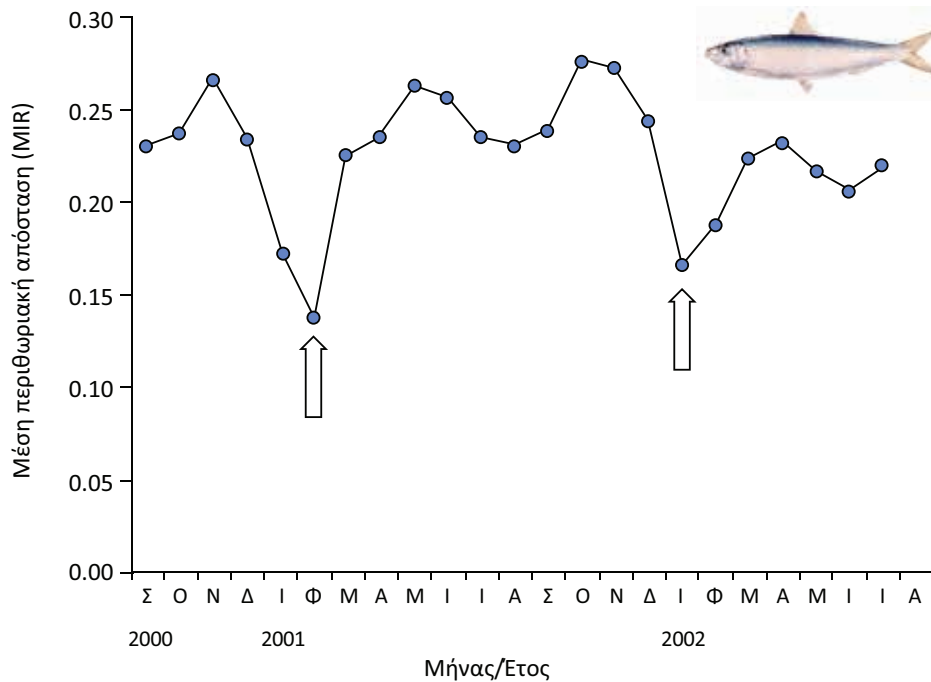 Μέση περιθωριακή απόσταση (MIR)
0.30
0.25
0.20
0.15
0.10
0.05
0.00
Σ Ο Ν Δ Ι Φ Μ Α Μ Ι Ι Α Σ Ο Ν Δ Ι Φ Μ Α Μ Ι Ι Α
2000 2001 2002
Μήνας/Έτος